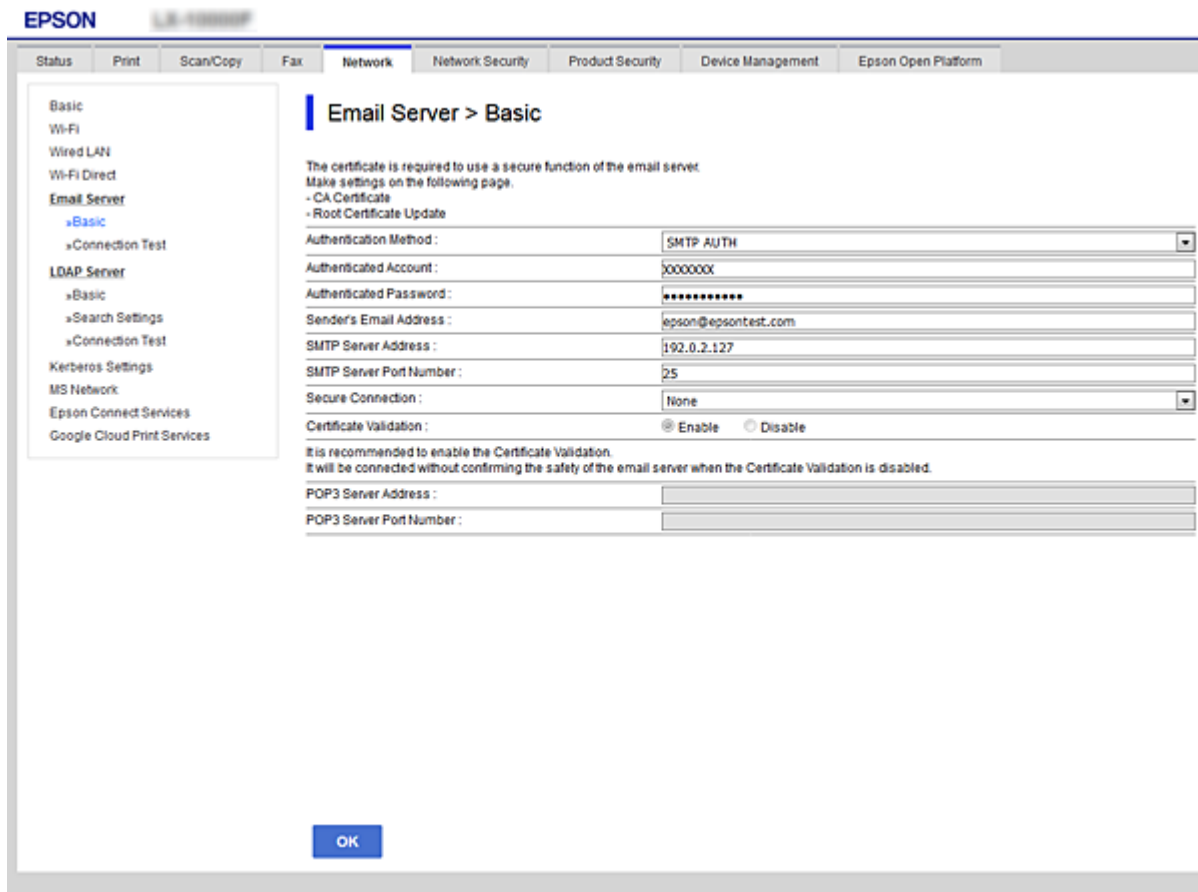 EPSON
Status Print Scan/Copy Fax Network Network Security Product Security Device Management Epson Open Platform
Basic
Wi-Fi
Wired LAN
Wi-Fi Direct
Email Server
»Basic
»Connection Test
LDAP Server
»Basic
»Search Settings
»Connection Test
Kerberos Settings
MS Network
Epson Connect Services
Google Cloud Print Services
Email Server > Basic
The certificate is required to use a secure function of the email server.
Make settings on the following page.
- CA Certificate
- Root Certificate Update
Authentication Method : SMTP AUTH
Authenticated Account : XXXXXXX
Authenticated Password : •••••••••••
Sender's Email Address : epson@epsontest.com
SMTP Server Address : 192.0.2.127
SMTP Server Port Number : 25
Secure Connection : None
Certificate Validation : Enable Disable
It is recommended to enable the Certificate Validation.
It will be connected without confirming the safety of the email server when the Certificate Validation is disabled.
POP3 Server Address :
POP3 Server Port Number :
OK